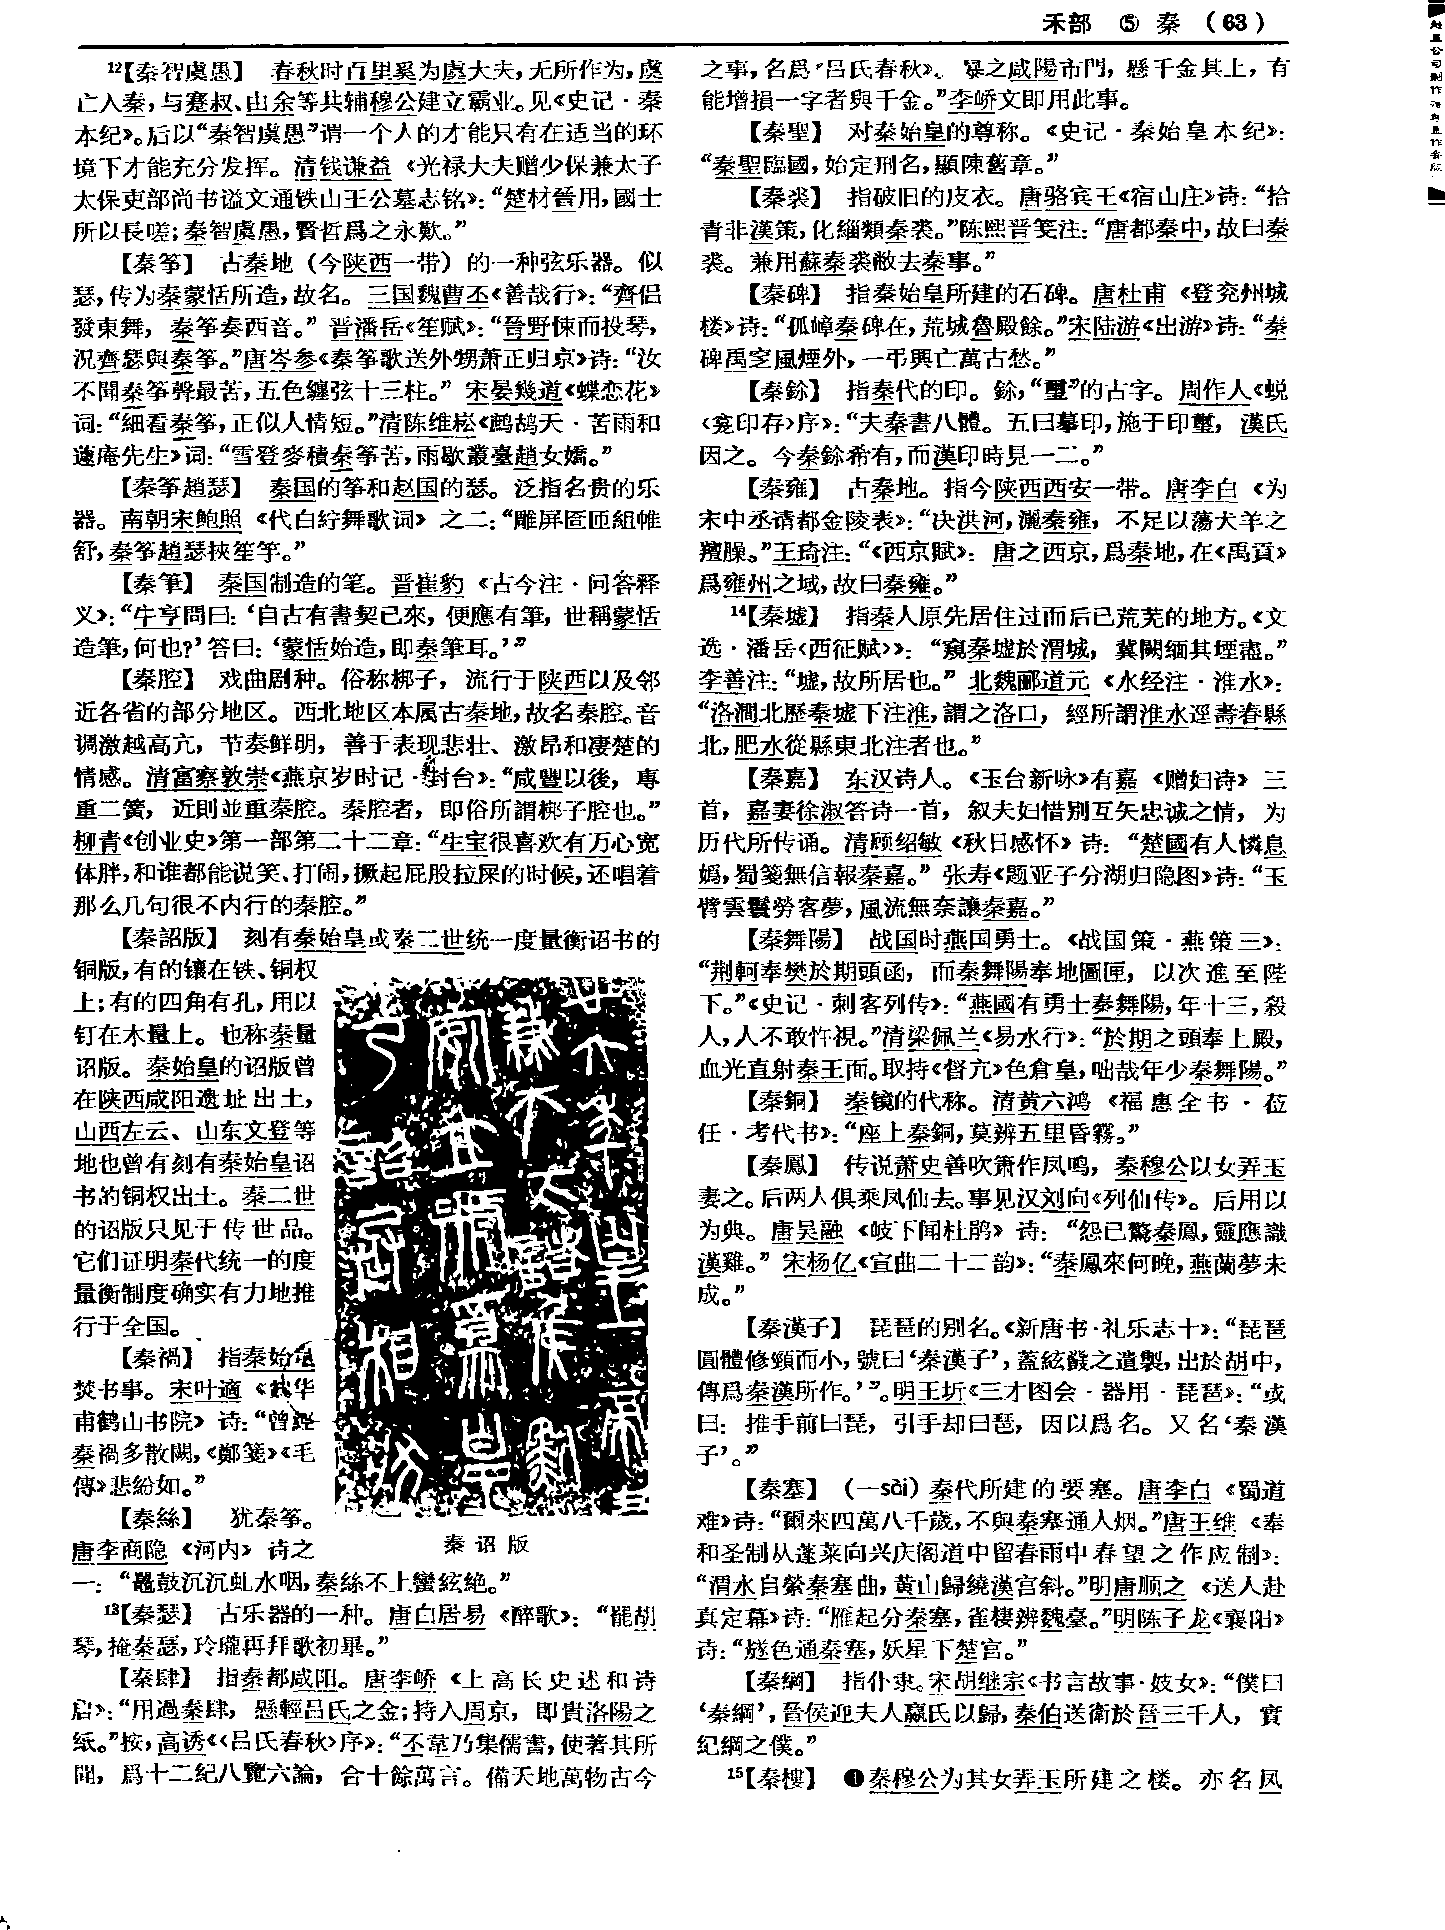 禾部 ⑤ 秦 （63）
¹²【秦智虞愚】 春秋时百里奚为虞大夫，无所作为，虞
亡入秦，与蹇叔、由余等共辅穆公建立霸业。见《史记·秦
本纪》。后以“秦智虞愚”谓一个人的才能只有在适当的环
境下才能充分发挥。清钱谦益《光禄大夫赠少保兼太子
太保吏部尚书谥文通铁山王公墓志铭》：“楚材晉用，國士
所以長嗟；秦智虞愚，賢哲爲之永歎。”
【秦筝】 古秦地（今陕西一带）的一种弦乐器。似
瑟，传为秦蒙恬所造，故名。三国魏曹丕《善哉行》：“齊侣
發東舞，秦筝奏西音。”晋潘岳《笙赋》：“晉野悚而投琴，
況齊瑟與秦筝。”唐岑参《秦筝歌送外甥萧正归京》诗：“汝
不聞秦筝聲最苦，五色纏弦十三柱。”宋晏幾道《蝶恋花》
词：“細看秦筝，正似人情短。”清陈维崧《鹧鸪天·苦雨和
蘧庵先生》词：“雪登麥積秦筝苦，雨歇叢臺趙女嬌。”
【秦筝趙瑟】 秦国的筝和赵国的瑟。泛指名贵的乐
器。南朝宋鲍照《代白紵舞歌词》之二：“雕屏匼匝組帷
舒，秦筝趙瑟挾笙竽。”
【秦筆】 秦国制造的笔。晋崔豹《古今注·问答释
义》：“牛亨問曰：‘自古有書契已來，便應有筆，世稱蒙恬
造筆，何也？’答曰：‘蒙恬始造，即秦筆耳。’”
【秦腔】 戏曲剧种。俗称梆子，流行于陕西以及邻
近各省的部分地区。西北地区本属古秦地，故名秦腔。音
调激越高亢，节奏鲜明，善于表现悲壮、激昂和凄楚的
情感。清富察敦崇《燕京岁时记·封台》：“咸豐以後，專
重二簧，近則並重秦腔。秦腔者，即俗所謂梆子腔也。”
柳青《创业史》第一部第二十二章：“生宝很喜欢有万心宽
体胖，和谁都能说笑、打闹，撅起屁股拉屎的时候，还唱着
那么几句很不内行的秦腔。”
【秦詔版】 刻有秦始皇或秦二世统一度量衡诏书的
铜版，有的镶在铁、铜权
上；有的四角有孔，用以
钉在木量上。也称秦量
诏版。秦始皇的诏版曾
在陕西咸阳遗址出土，
山西左云、山东文登等
地也曾有刻有秦始皇诏
书的铜权出土。秦二世
的诏版只见于传世品。
它们证明秦代统一的度
量衡制度确实有力地推
行于全国。
秦诏版
【秦禍】 指秦始皇
焚书事。宋叶適《魏华
甫鹤山书院》诗：“曾經
秦禍多散闕，《鄭箋》《毛
傳》悲紛如。”
【秦絲】 犹秦筝。
唐李商隐《河内》诗之
一：“鼉鼓沉沉虬水咽，秦絲不上蠻絃絶。”
¹³【秦瑟】 古乐器的一种。唐白居易《醉歌》：“罷胡
琴，掩秦瑟，玲瓏再拜歌初畢。”
【秦肆】 指秦都咸阳。唐李峤《上高长史述和诗
启》：“用過秦肆，懸輕吕氏之金；持入周京，即貴洛陽之
紙。”按，高诱《〈吕氏春秋〉序》：“不韋乃集儒書，使著其所
聞，爲十二紀八覽六論，合十餘萬言。備天地萬物古今
之事，名爲《吕氏春秋》。暴之咸陽市門，懸千金其上，有
能增損一字者與千金。”李峤文即用此事。
【秦聖】 对秦始皇的尊称。《史记·秦始皇本纪》：
“秦聖臨國，始定刑名，顯陳舊章。”
【秦裘】 指破旧的皮衣。唐骆宾王《宿山庄》诗：“拾
青非漢策，化緇類秦裘。”陈熙晋笺注：“唐都秦中，故曰秦
裘。兼用蘇秦裘敝去秦事。”
【秦碑】 指秦始皇所建的石碑。唐杜甫《登兖州城
楼》诗：“孤嶂秦碑在，荒城魯殿餘。”宋陆游《出游》诗：“秦
碑禹窆風煙外，一弔興亡萬古愁。”
【秦鉩】 指秦代的印。鉩，“璽”的古字。周作人《蜕
〈龛印存〉序》：“夫秦書八體。五曰摹印，施于印璽，漢氏
因之。今秦鉩希有，而漢印時見一二。”
【秦雍】 古秦地。指今陕西西安一带。唐李白《为
宋中丞请都金陵表》：“决洪河，灑秦雍，不足以蕩犬羊之
羶臊。”王琦注：“《西京賦》：唐之西京，爲秦地，在《禹貢》
爲雍州之域，故曰秦雍。”
¹⁴【秦墟】 指秦人原先居住过而后已荒芜的地方。《文
选·潘岳〈西征赋〉》：“窺秦墟於渭城，冀闕缅其堙盡。”
李善注：“墟，故所居也。”北魏郦道元《水经注·淮水》：
“洛澗北歷秦墟下注淮，謂之洛口，經所謂淮水逕壽春縣
北，肥水從縣東北注者也。”
【秦嘉】 东汉诗人。《玉台新咏》有嘉《赠妇诗》三
首，嘉妻徐淑答诗一首，叙夫妇惜别互矢忠诚之情，为
历代所传诵。清顾绍敏《秋日感怀》诗：“楚國有人憐息
嬀，蜀箋無信報秦嘉。”张寿《题亚子分湖归隐图》诗：“玉
臂雲鬟勞客夢，風流無奈讓秦嘉。”
【秦舞陽】 战国时燕国勇士。《战国策·燕策三》：
“荆軻奉樊於期頭函，而秦舞陽奉地圖匣，以次進至陛
下。”《史记·刺客列传》：“燕國有勇士秦舞陽，年十三，殺
人，人不敢忤視。”清梁佩兰《易水行》：“於期之頭奉上殿，
血光直射秦王面。取持《督亢》色倉皇，咄哉年少秦舞陽。”
【秦銅】 秦镜的代称。清黄六鸿《福惠全书·莅
任·考代书》：“座上秦銅，莫辨五里昏霧。”
【秦鳳】 传说萧史善吹箫作凤鸣，秦穆公以女弄玉
妻之。后两人俱乘凤仙去。事见汉刘向《列仙传》。后用以
为典。唐吴融《岐下闻杜鹃》诗：“怨已驚秦鳳，靈應識
漢雞。”宋杨亿《宣曲二十二韵》：“秦鳳來何晚，燕蘭夢未
成。”
【秦漢子】 琵琶的别名。《新唐书·礼乐志十》：“琵琶
圓體修頸而小，號曰‘秦漢子’，蓋絃鼗之遺製，出於胡中，
傳爲秦漢所作。’”。明王圻《三才图会·器用·琵琶》：“或
曰：推手前曰琵，引手却曰琶，因以爲名。又名‘秦漢
子’。”
【秦塞】 （—sài）秦代所建的要塞。唐李白《蜀道
难》诗：“爾來四萬八千歲，不與秦塞通人烟。”唐王维《奉
和圣制从蓬莱向兴庆阁道中留春雨中春望之作应制》：
“渭水自縈秦塞曲，黄山歸繞漢宫斜。”明唐顺之《送人赴
真定幕》诗：“雁起分秦塞，雀棲辨魏臺。”明陈子龙《襄阳》
诗：“燧色通秦塞，妖星下楚宫。”
【秦綱】 指仆隶。宋胡继宗《书言故事·妓女》：“僕曰
‘秦綱’，晉侯迎夫人嬴氏以歸，秦伯送衛於晉三千人，實
紀綱之僕。”
¹⁵【秦樓】 ❶秦穆公为其女弄玉所建之楼。亦名凤